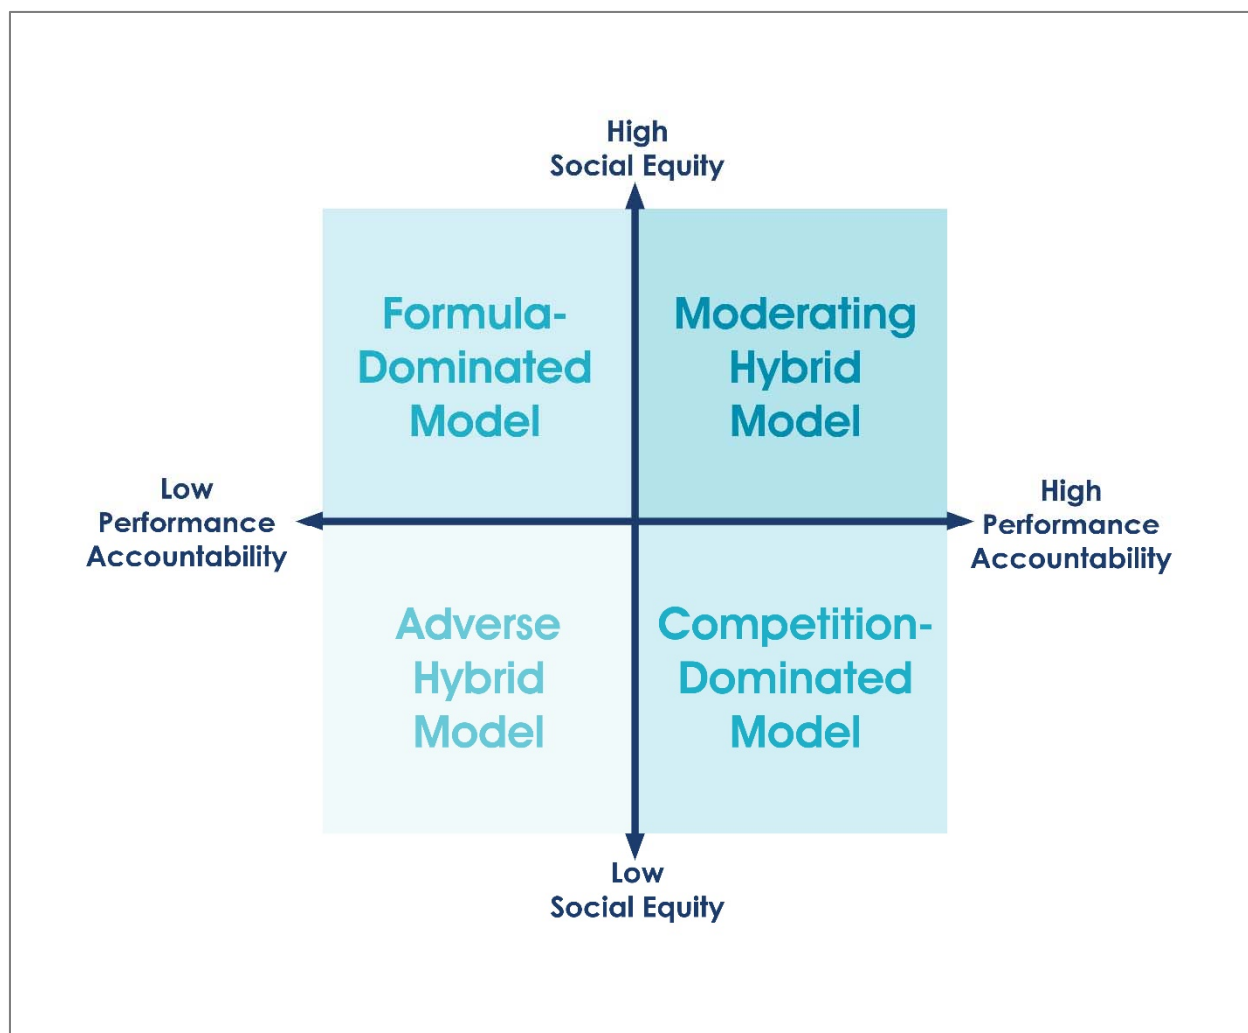 High
Social Equity
Formula-
Dominated
Model
Moderating
Hybrid
Model
Low
Performance
Accountability
High
Performance
Accountability
Adverse
Hybrid
Model
Competition-
Dominated
Model
Low
Social Equity